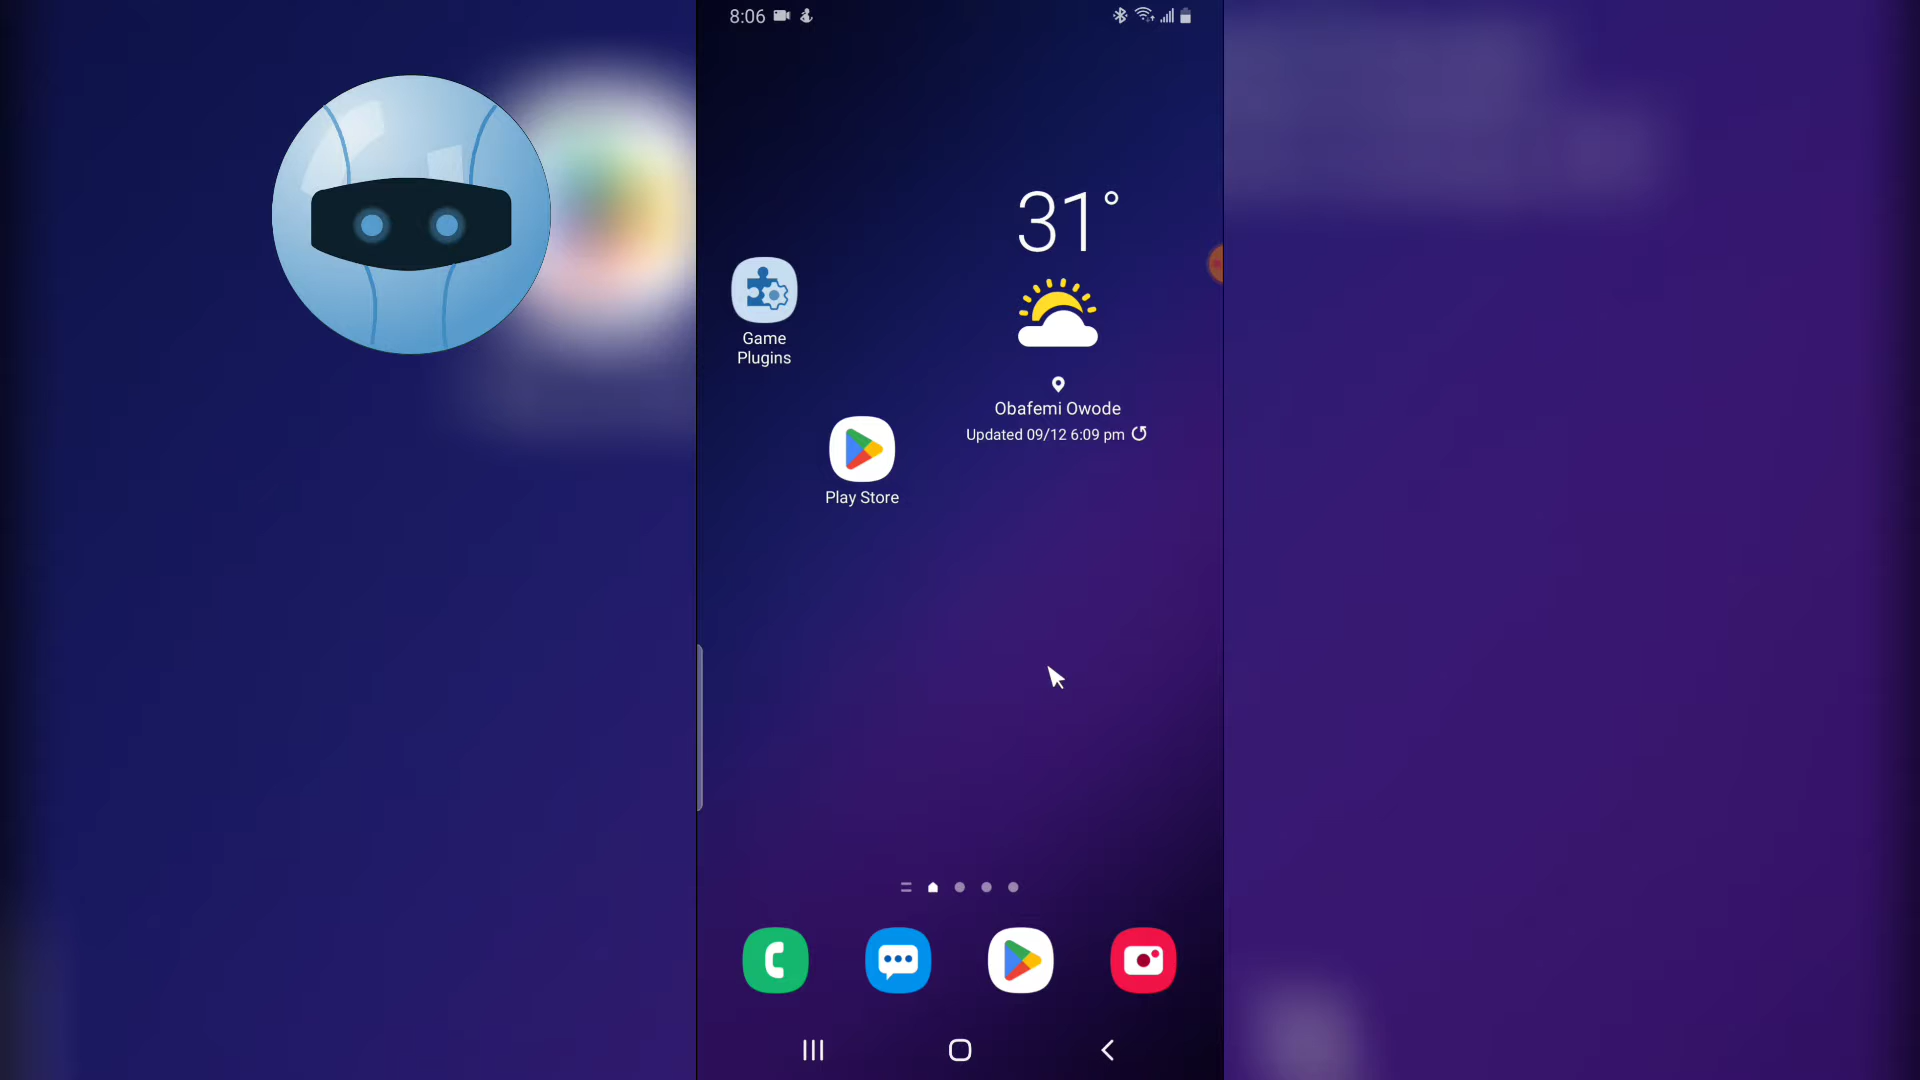 8:06
31°
Game
Plugins
Obafemi Owode
Updated 09/12 6:09 pm
Play Store